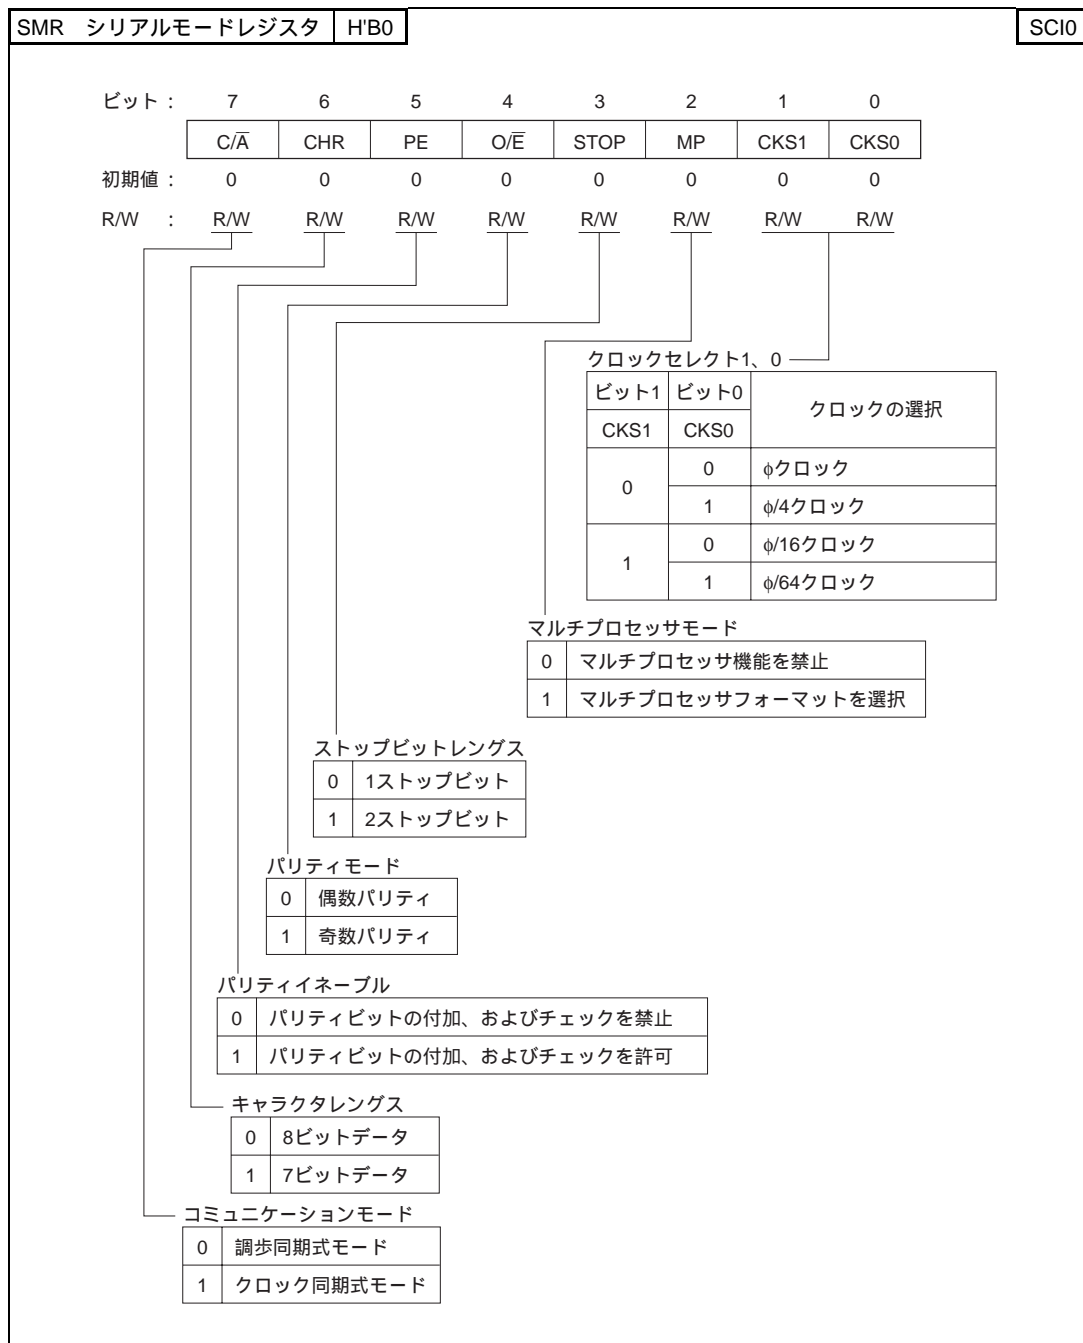 SMR シリアルモードレジスタ H'B0 SCI0
ビット： 7 6 5 4 3 2 1 0
C/A̅ CHR PE O/E̅ STOP MP CKS1 CKS0
初期値： 0 0 0 0 0 0 0 0
R/W ： R/W R/W R/W R/W R/W R/W R/W R/W
クロックセレクト1、0
ビット1 ビット0 クロックの選択
CKS1 CKS0
0 0 φクロック
1 φ/4クロック
1 0 φ/16クロック
1 φ/64クロック
マルチプロセッサモード
0 マルチプロセッサ機能を禁止
1 マルチプロセッサフォーマットを選択
ストップビットレングス
0 1ストップビット
1 2ストップビット
パリティモード
0 偶数パリティ
1 奇数パリティ
パリティイネーブル
0 パリティビットの付加、およびチェックを禁止
1 パリティビットの付加、およびチェックを許可
キャラクタレングス
0 8ビットデータ
1 7ビットデータ
コミュニケーションモード
0 調歩同期式モード
1 クロック同期式モード